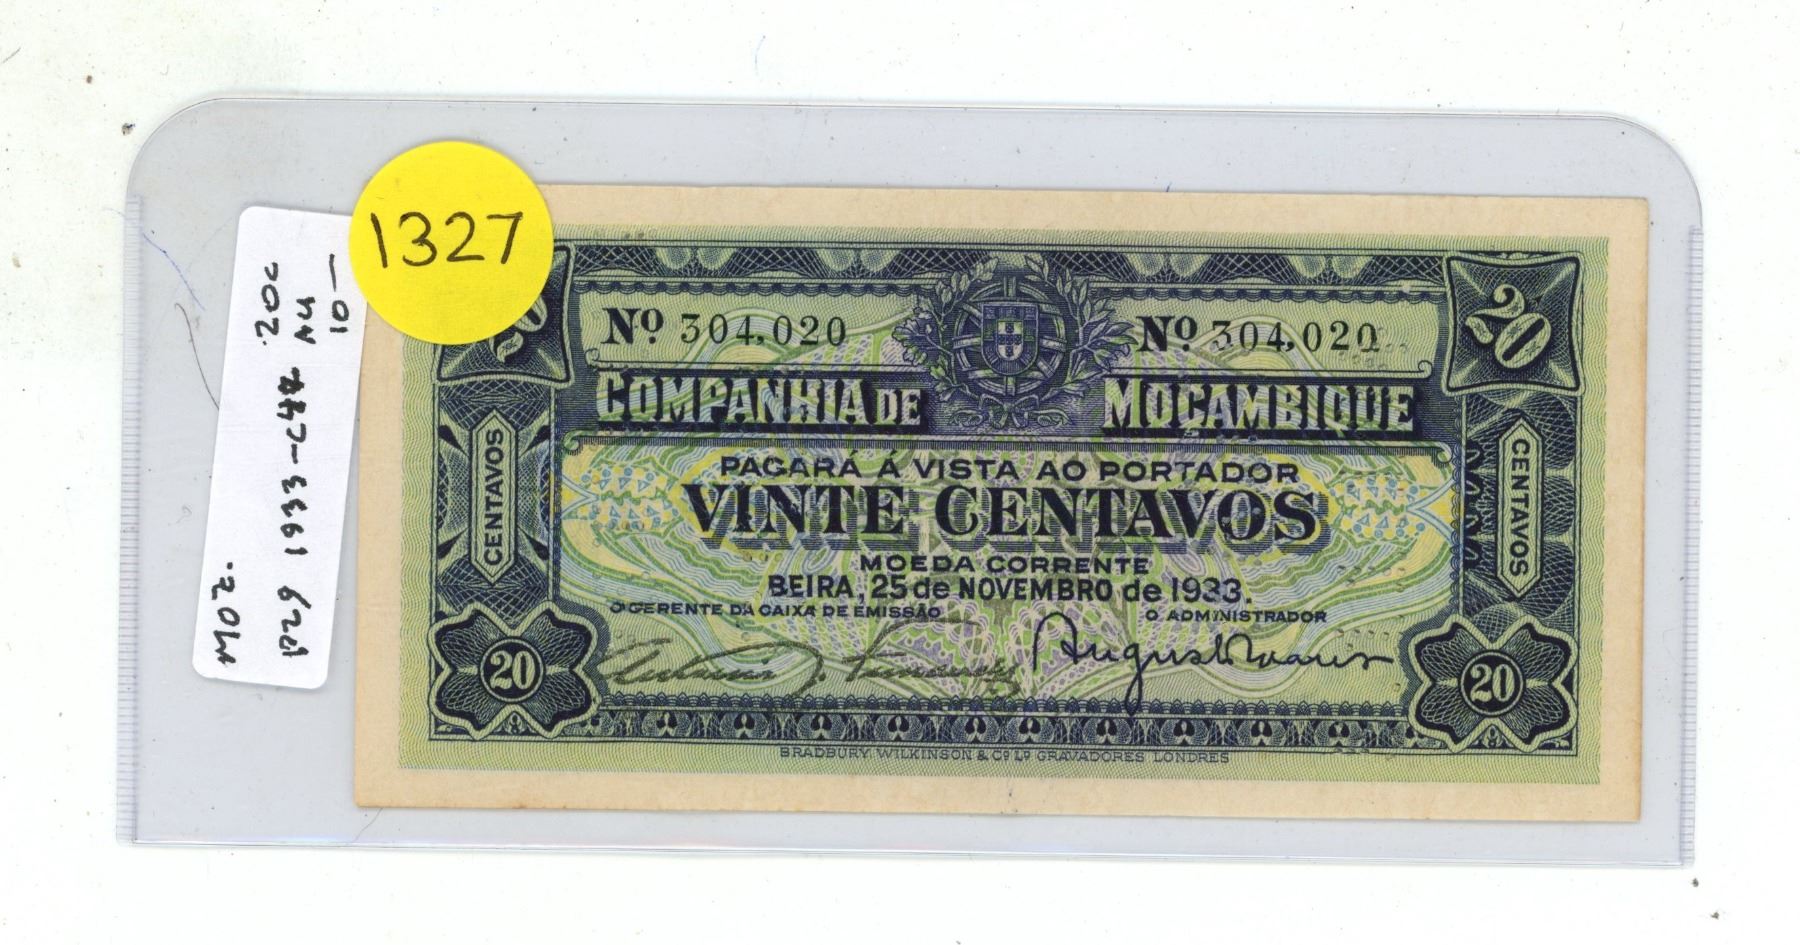 1327
MOZ. 20c
P29 1933-C42 AU
10-
20
Nº 304,020
Nº 304,020
20
COMPANHIA DE MOÇAMBIQUE
CENTAVOS
CENTAVOS
PAGARÁ Á VISTA AO PORTADOR
VINTE CENTAVOS
MOEDA CORRENTE
BEIRA, 25 de NOVEMBRO de 1933.
O GERENTE DA CAIXA DE EMISSÃO
O ADMINISTRADOR
20
20
BRADBURY, WILKINSON & Cº Lº GRAVADORES LONDRES